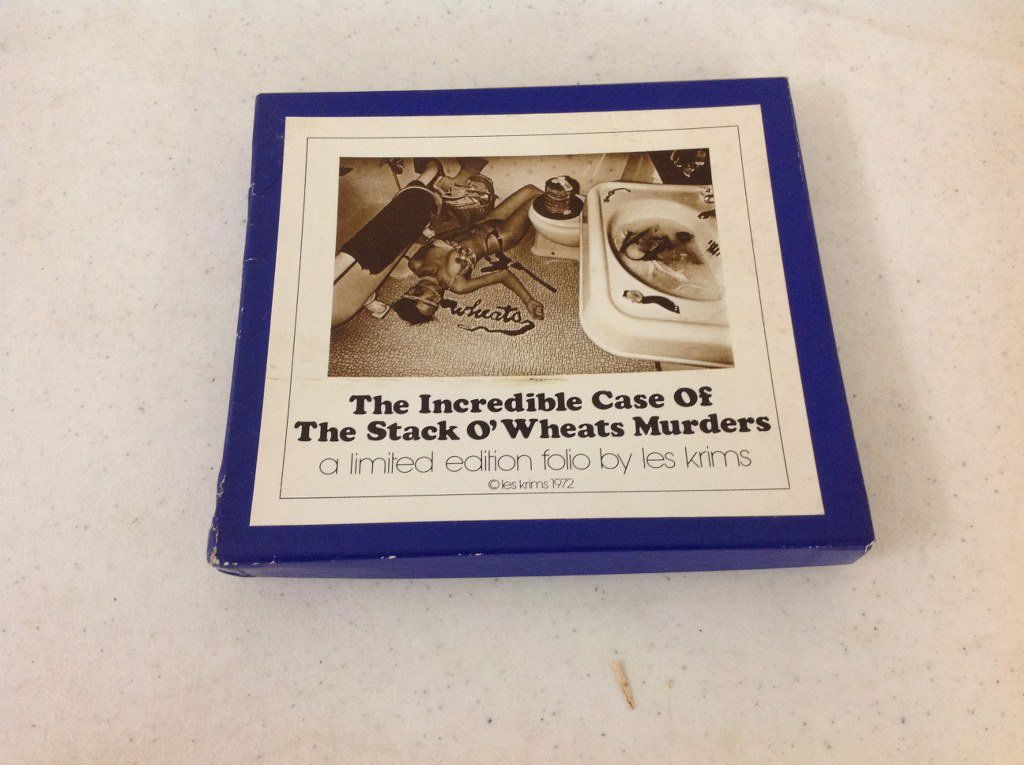 wheats
The Incredible Case Of
The Stack O' Wheats Murders
a limited edition folio by les krims
© les krims 1972